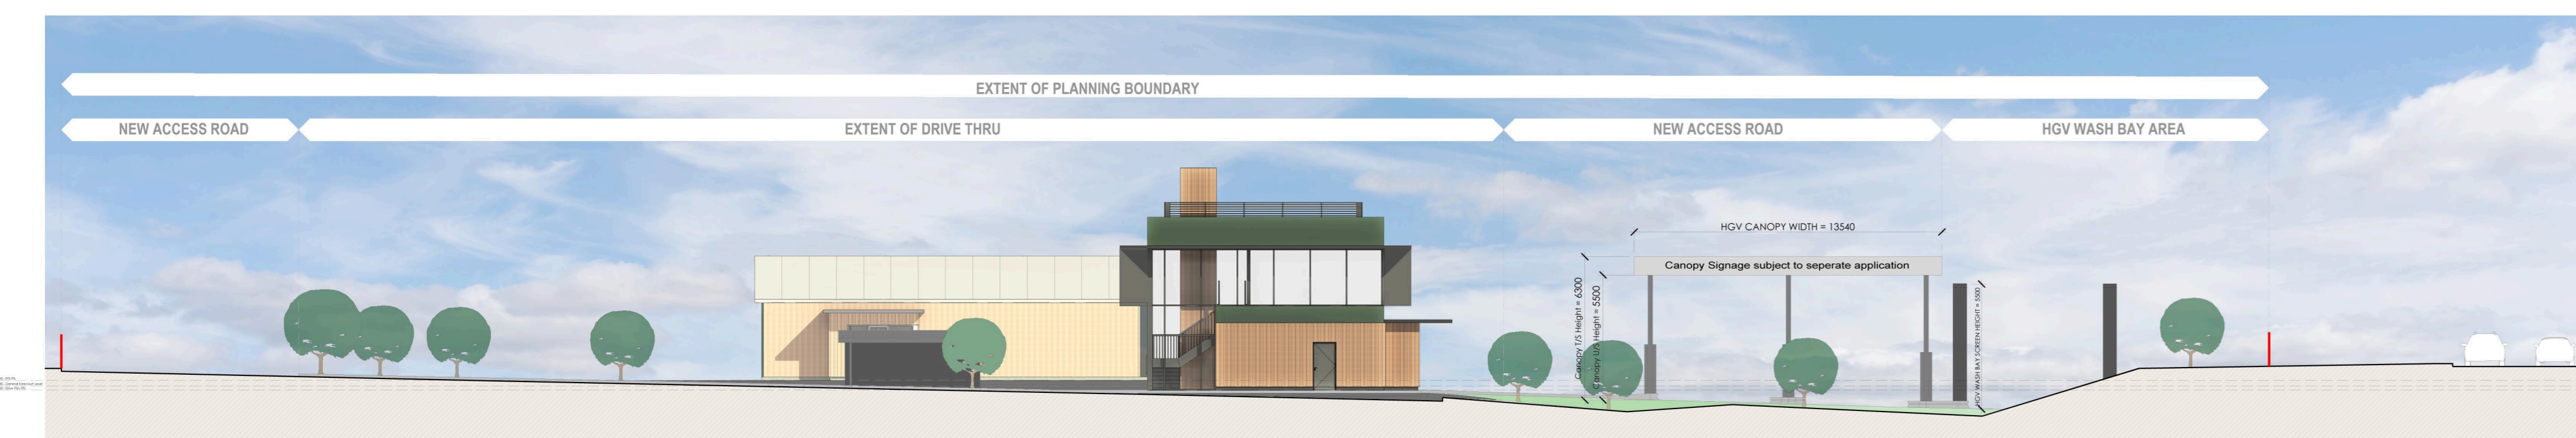 EXTENT OF PLANNING BOUNDARY
NEW ACCESS ROAD
EXTENT OF DRIVE THRU
NEW ACCESS ROAD
HGV WASH BAY AREA
HGV CANOPY WIDTH = 13540
Canopy Signage subject to seperate application
Canopy T/S Height = 6300
Canopy U/S Height = 5500
HGV WASH BAY SCREEN HEIGHT = 5500